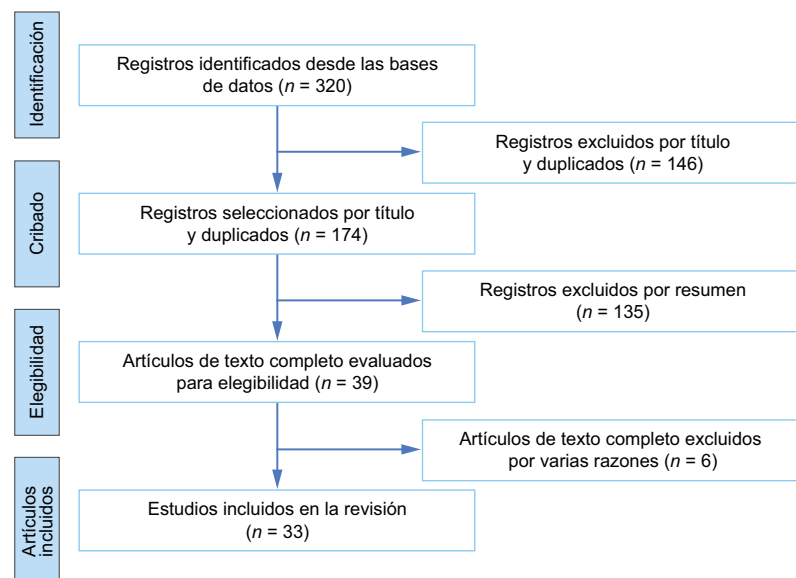 Identificación
Registros identificados desde las bases
de datos (n = 320)
Registros excluidos por título
y duplicados (n = 146)
Cribado
Registros seleccionados por título
y duplicados (n = 174)
Registros excluidos por resumen
(n = 135)
Elegibilidad
Artículos de texto completo evaluados
para elegibilidad (n = 39)
Artículos de texto completo excluidos
por varias razones (n = 6)
Artículos
incluidos
Estudios incluidos en la revisión
(n = 33)